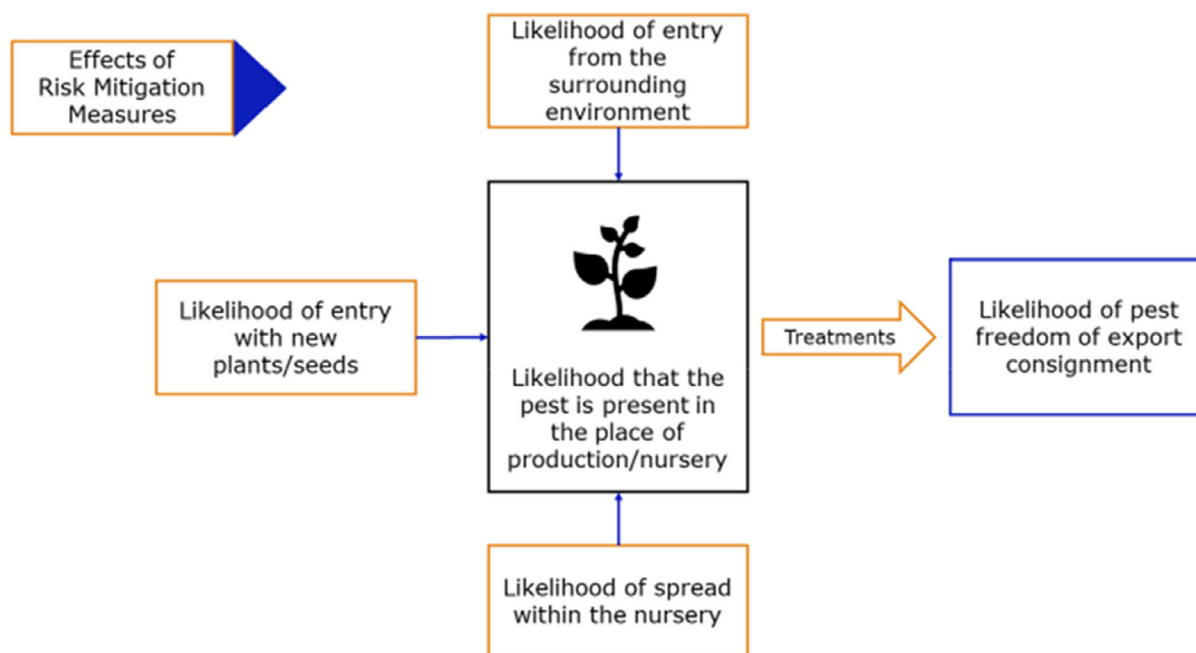 Effects of
Risk Mitigation
Measures
Likelihood of entry
from the
surrounding
environment
Likelihood of entry
with new
plants/seeds
Likelihood that the
pest is present in
the place of
production/nursery
Treatments
Likelihood of pest
freedom of export
consignment
Likelihood of spread
within the nursery